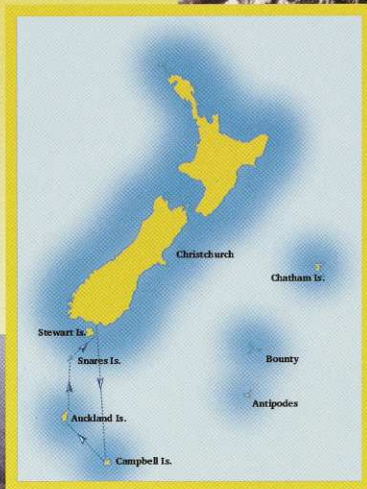 Christchurch
Chatham Is.
Stewart Is.
Snares Is.
Bounty
Antipodes
Auckland Is.
Campbell Is.